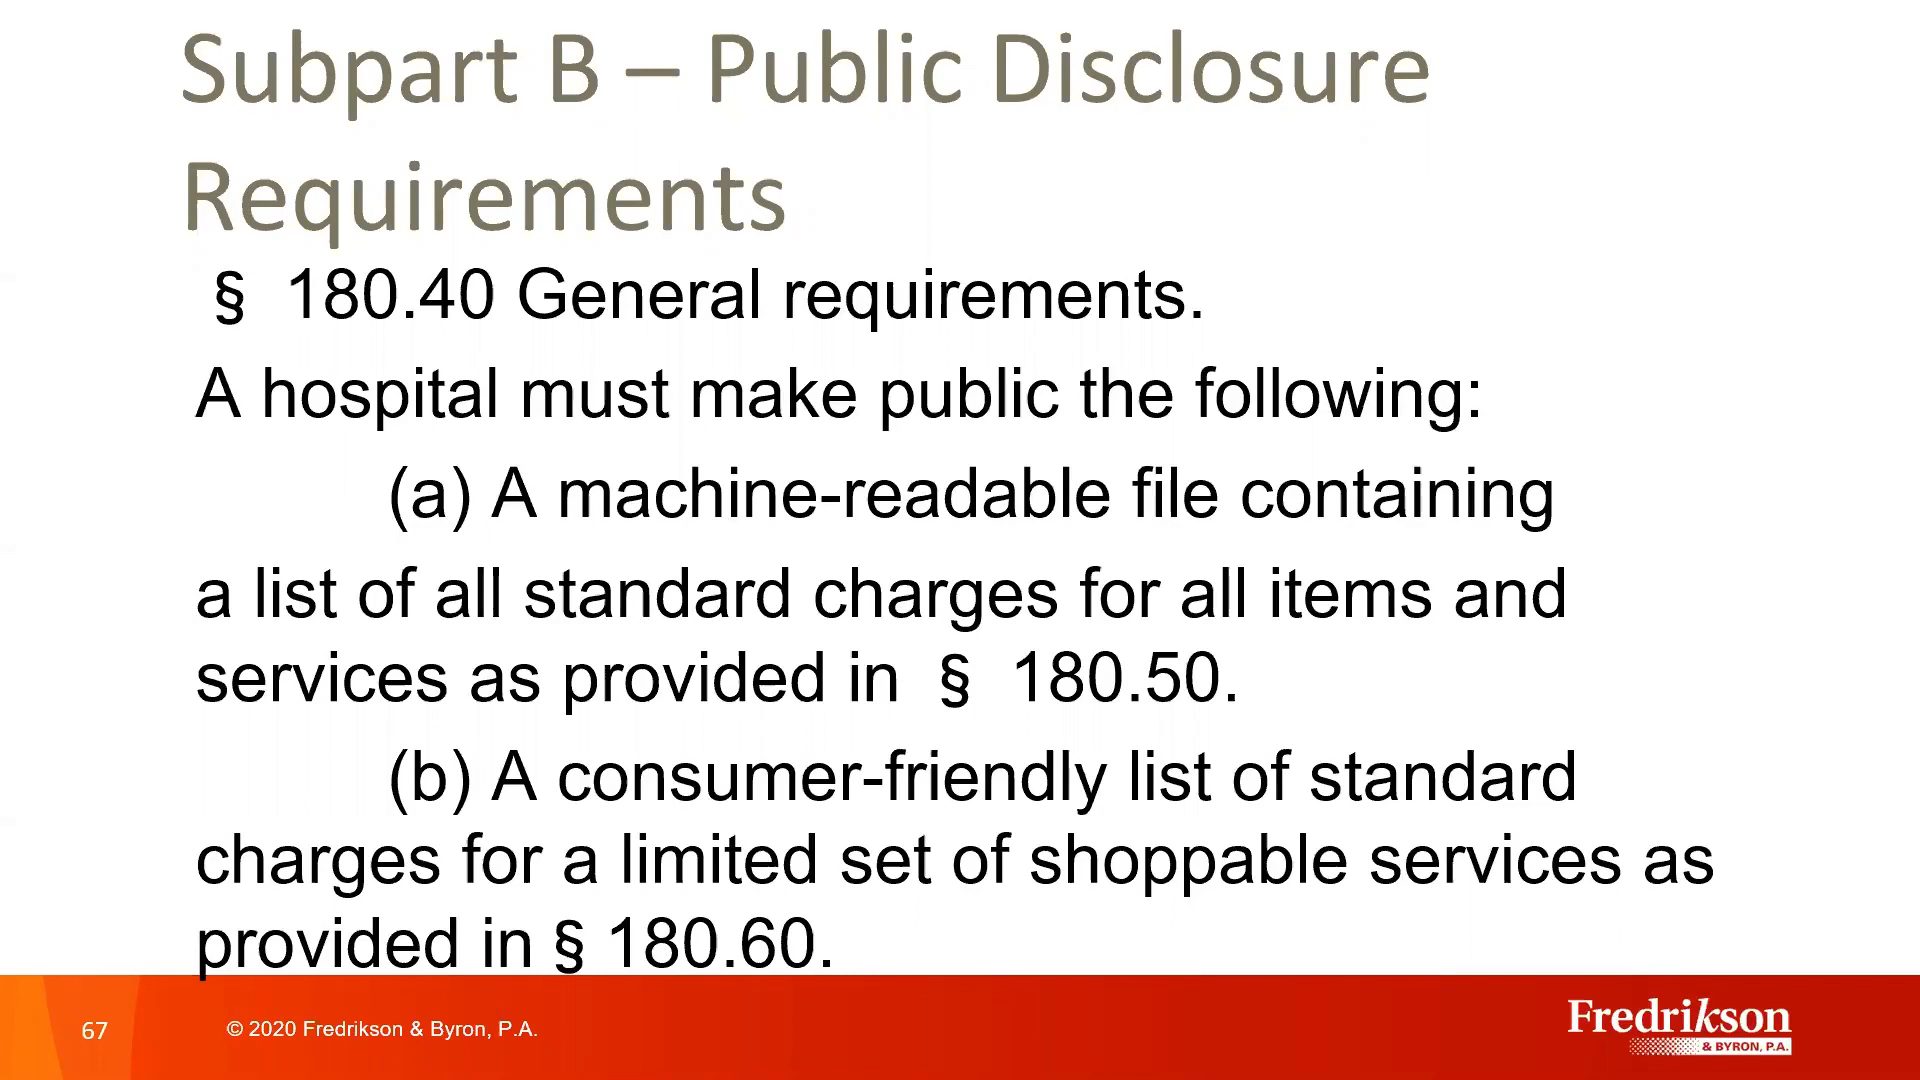 Subpart B – Public Disclosure
Requirements
§ 180.40 General requirements.
A hospital must make public the following:
(a) A machine-readable file containing
a list of all standard charges for all items and
services as provided in § 180.50.
(b) A consumer-friendly list of standard
charges for a limited set of shoppable services as
provided in § 180.60.
67
© 2020 Fredrikson & Byron, P.A.
Fredrikson
& BYRON, P.A.